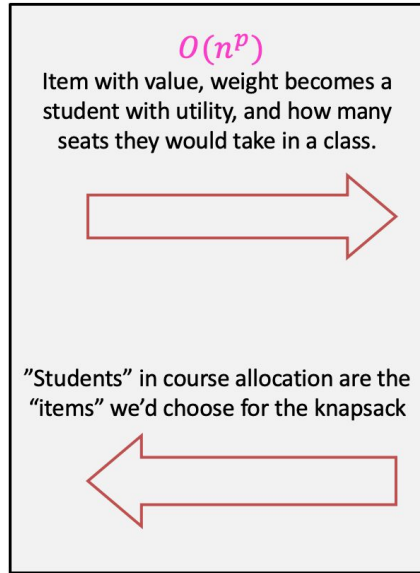 O(n^p)
Item with value, weight becomes a
student with utility, and how many
seats they would take in a class.
”Students” in course allocation are the
“items” we’d choose for the knapsack